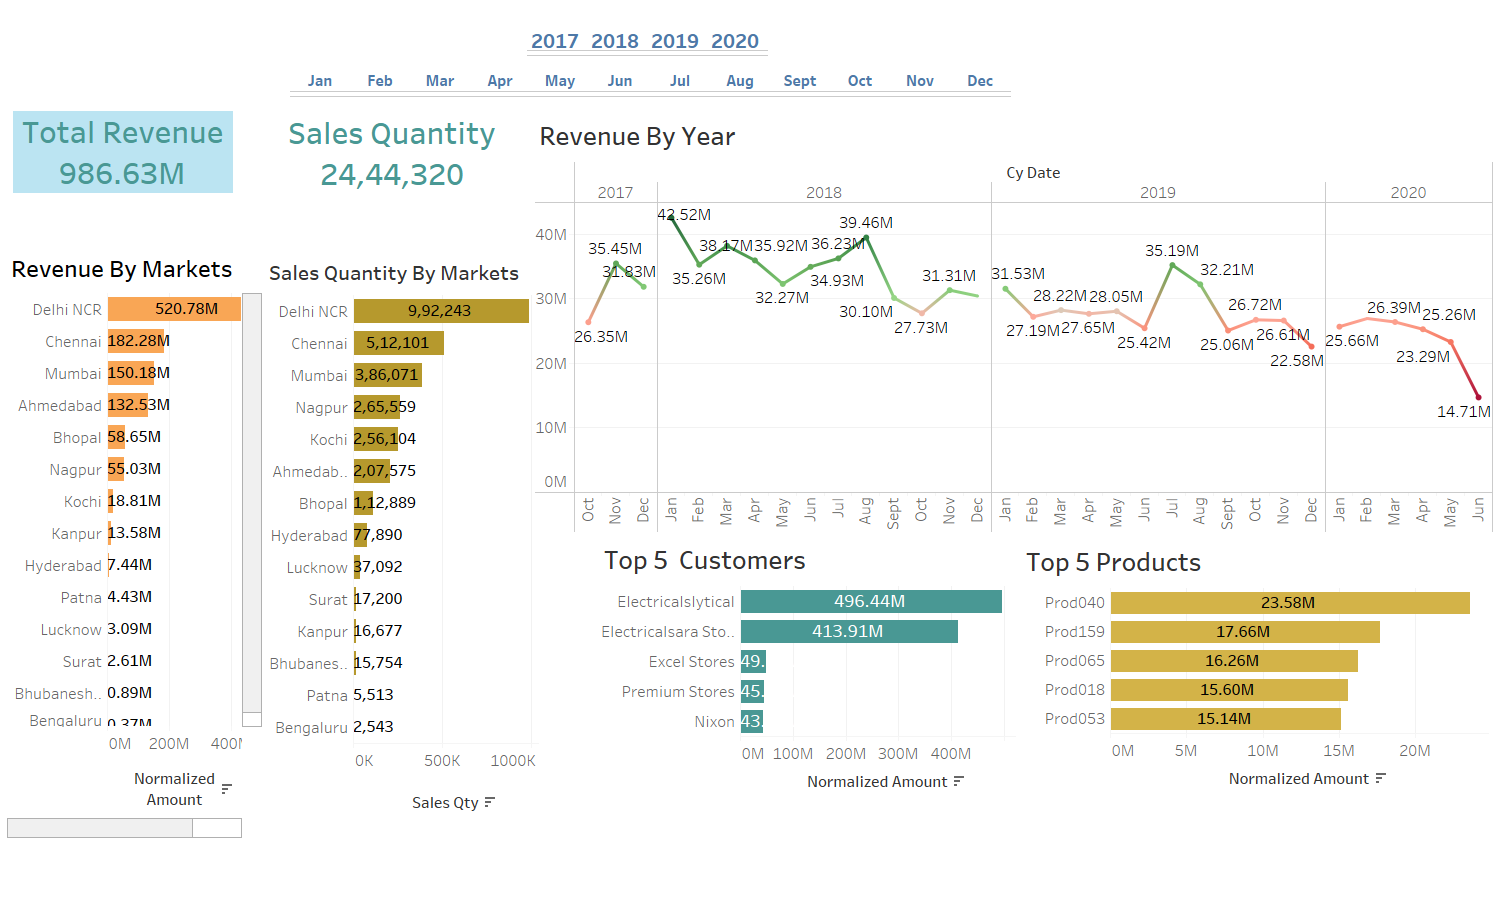 2017 2018 2019 2020
Jan Feb Mar Apr May Jun Jul Aug Sept Oct Nov Dec
Total Revenue
986.63M
Sales Quantity
24,44,320
Revenue By Year
Cy Date
2017 2018 2019 2020
40M
30M
20M
10M
0M
26.35M
35.45M
31.83M
42.52M
35.26M
38.17M
35.92M
32.27M
34.93M
36.23M
39.46M
30.10M
27.73M
31.31M
31.53M
27.19M
28.22M
27.65M
28.05M
25.42M
35.19M
32.21M
25.06M
26.72M
26.61M
22.58M
25.66M
26.39M
23.29M
25.26M
14.71M
Oct Nov Dec Jan Feb Mar Apr May Jun Jul Aug Sept Oct Nov Dec Jan Feb Mar Apr May Jun Jul Aug Sept Oct Nov Dec Jan Feb Mar Apr May Jun
Revenue By Markets
Delhi NCR 520.78M
Chennai 182.28M
Mumbai 150.18M
Ahmedabad 132.53M
Bhopal 58.65M
Nagpur 55.03M
Kochi 18.81M
Kanpur 13.58M
Hyderabad 7.44M
Patna 4.43M
Lucknow 3.09M
Surat 2.61M
Bhubanesh.. 0.89M
Bengaluru 0.37M
0M 200M 400M
Normalized
Amount
Sales Quantity By Markets
Delhi NCR 9,92,243
Chennai 5,12,101
Mumbai 3,86,071
Nagpur 2,65,559
Kochi 2,56,104
Ahmedab.. 2,07,575
Bhopal 1,12,889
Hyderabad 77,890
Lucknow 37,092
Surat 17,200
Kanpur 16,677
Bhubanes.. 15,754
Patna 5,513
Bengaluru 2,543
0K 500K 1000K
Sales Qty
Top 5 Customers
Electricalslytical 496.44M
Electricalsara Sto.. 413.91M
Excel Stores 49.
Premium Stores 45.
Nixon 43.
0M 100M 200M 300M 400M
Normalized Amount
Top 5 Products
Prod040 23.58M
Prod159 17.66M
Prod065 16.26M
Prod018 15.60M
Prod053 15.14M
0M 5M 10M 15M 20M
Normalized Amount